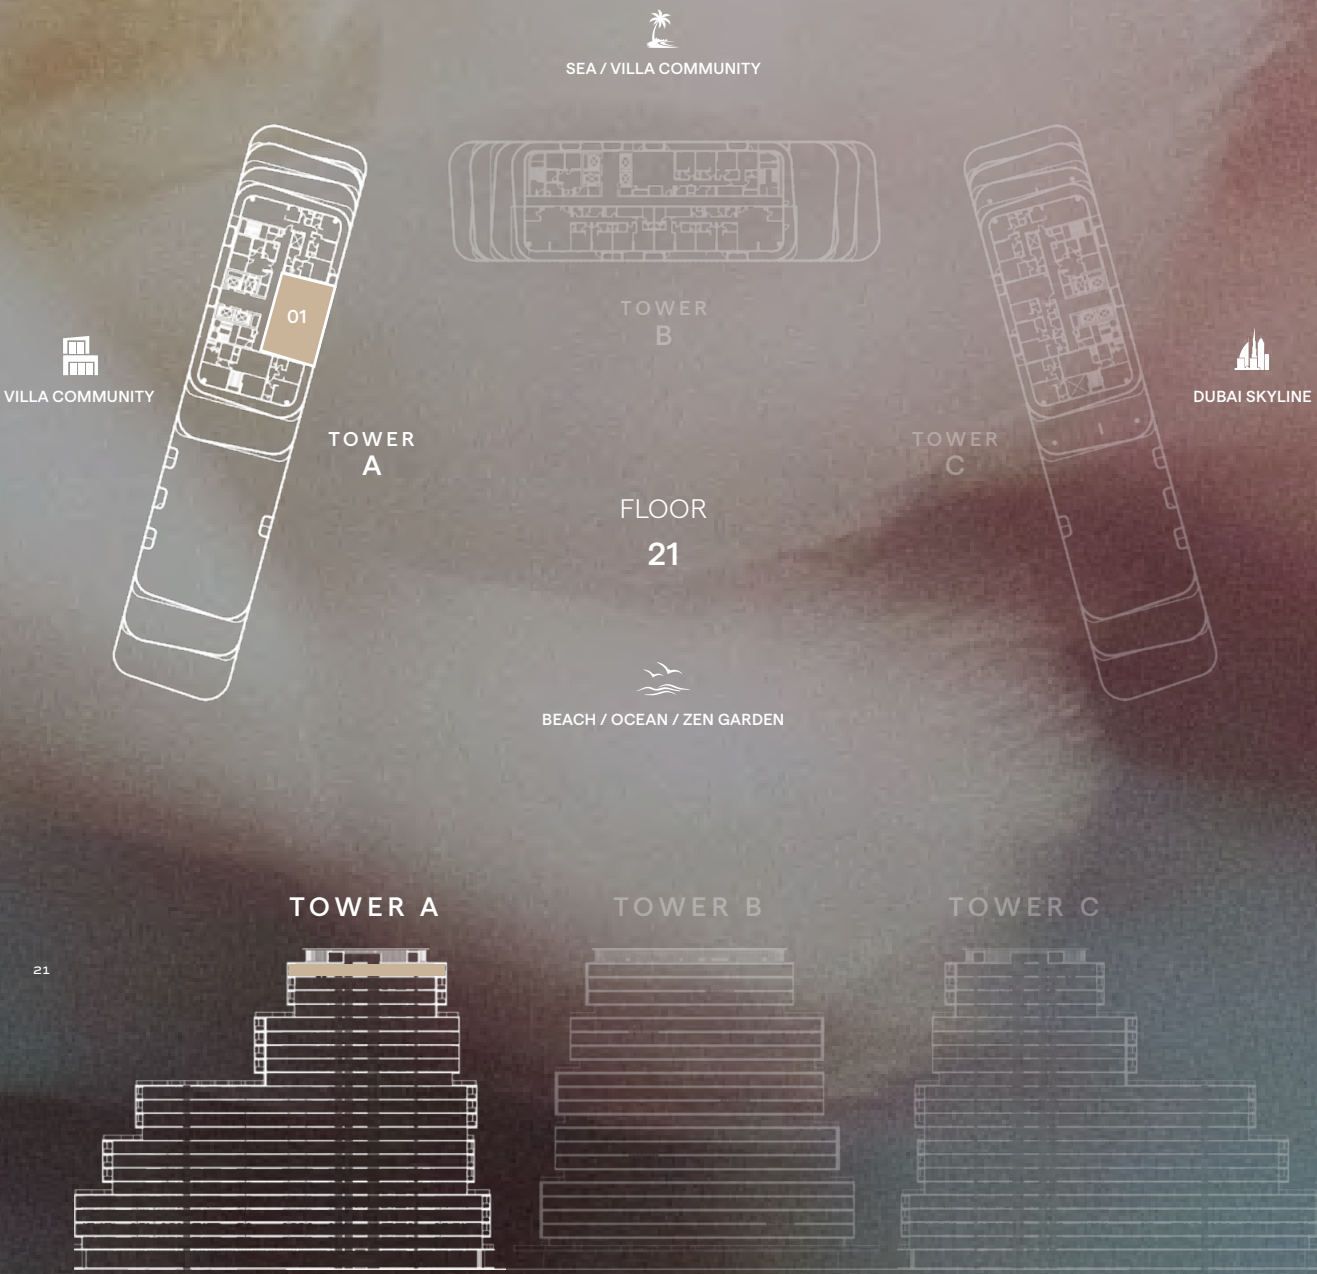 SEA / VILLA COMMUNITY
01
TOWER
B
VILLA COMMUNITY
DUBAI SKYLINE
TOWER
A
TOWER
C
FLOOR
21
BEACH / OCEAN / ZEN GARDEN
TOWER A
TOWER B
TOWER C
21